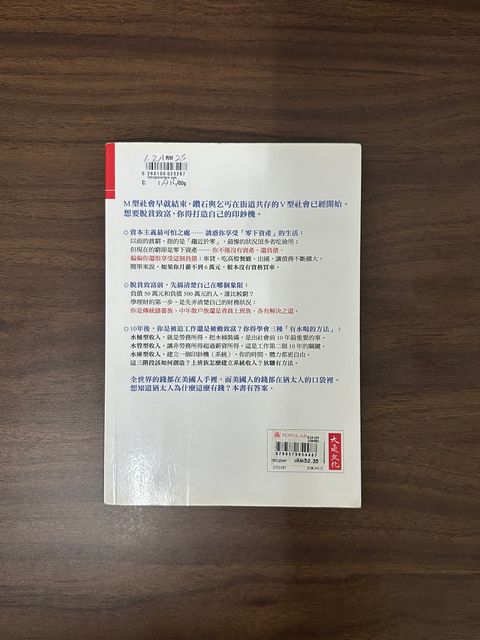 RM 25
C:
M型社會早就結束,鑽石與乞丐在街道共存的V型社會已經開始。
想要脫貧致富,你得打造自己的印鈔機。
◎資本主義最可怕之處——誘惑你享受「零下資產」的生活:
以前的貧窮,指的是「趨近於零」,最慘的狀況頂多省吃儉用;
但現在的窮卻是零下資產——你不僅沒有資產,還負債。
偏偏你還很享受這個負債:車貸、吃高檔餐廳、出國,讓債務不斷擴大。
簡單來說,如果你月薪不到6萬元,根本沒有資格買車。
◎脫貧致富前,先搞清楚自己在哪個象限:
負債50萬元和負債500萬元的人,誰比較窮?
學理財的第一步,是先弄清楚自己的財務狀況:
你是傳統儲蓄族、中年散戶族還是青貧上班族,各有解決之道。
◎10年後,你是被迫工作還是被動致富?你得學會三種「有水喝的方法」:
水桶型收入,就是勞務所得,把水桶裝滿,是出社會前10年最重要的事。
水管型收入,讓非勞務所得超過薪資所得,這是工作第二個10年的關鍵。
水庫型收入,建立一個印鈔機(系統),你的時間、體力都更自由。
這三階段該如何創造?上班族怎麼建立系統收入?狄驤有方法。
全世界的錢都在美國人手裡,而美國人的錢都在猶太人的口袋裡。
想知道猶太人為什麼這麼有錢?本書有答案。
POPULAR
RM52.35
大是文化